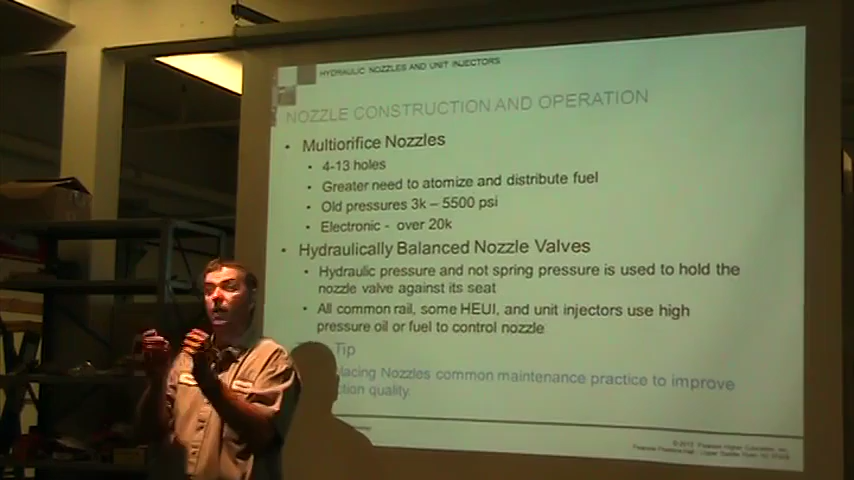 HYDRAULIC NOZZLES AND UNIT INJECTORS
NOZZLE CONSTRUCTION AND OPERATION
• Multiorifice Nozzles
• 4-13 holes
• Greater need to atomize and distribute fuel
• Old pressures 3k – 5500 psi
• Electronic - over 20k
• Hydraulically Balanced Nozzle Valves
• Hydraulic pressure and not spring pressure is used to hold the
nozzle valve against its seat
• All common rail, some HEUI, and unit injectors use high
pressure oil or fuel to control nozzle
Tip
lacing Nozzles common maintenance practice to improve
ction quality.